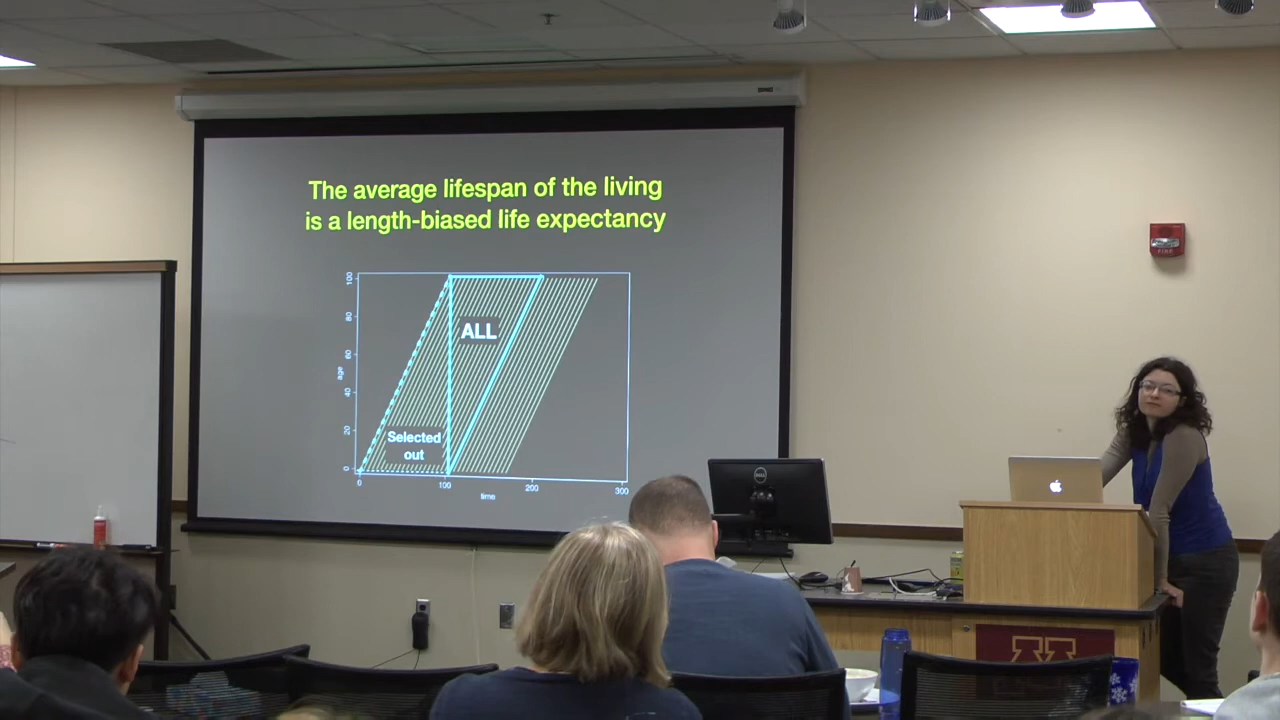 The average lifespan of the living
is a length-biased life expectancy
100
80
60
40
20
0
age
ALL
Selected
out
0
100
200
300
time
DELL
FIRE